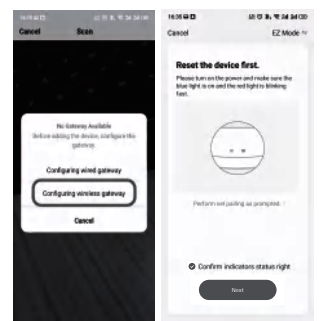 Cancel
Scan
No Gateway Available
Before adding the device, configure the
gateway.
Configuring wired gateway
Configuring wireless gateway
Cancel
16:35
Cancel
EZ Mode
Reset the device first.
Please turn on the power and make sure the
blue light is on and the red light is blinking
fast.
Perform net pairing as prompted.
Confirm indicators status right
Next